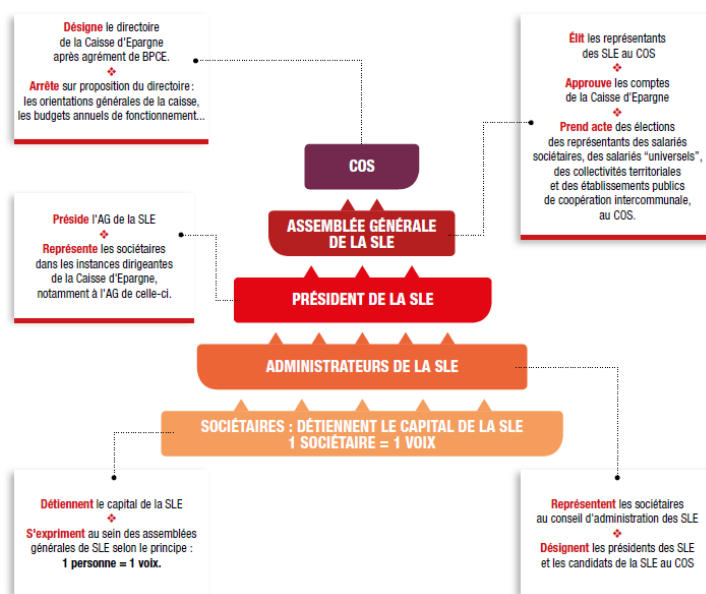 Désigne le directoire
de la Caisse d'Epargne
après agrément de BPCE.
Arrête sur proposition du directoire :
les orientations générales de la caisse,
les budgets annuels de fonctionnement...
Élit les représentants
des SLE au COS
Approuve les comptes
de la Caisse d'Epargne
Prend acte des élections
des représentants des salariés
sociétaires, des salariés "universels",
des collectivités territoriales
et des établissements publics
de coopération intercommunale,
au COS.
COS
ASSEMBLÉE GÉNÉRALE
DE LA SLE
Préside l'AG de la SLE
Représente les sociétaires
dans les instances dirigeantes
de la Caisse d'Epargne,
notamment à l'AG de celle-ci.
PRÉSIDENT DE LA SLE
ADMINISTRATEURS DE LA SLE
SOCIÉTAIRES : DÉTIENNENT LE CAPITAL DE LA SLE
1 SOCIÉTAIRE = 1 VOIX
Détiennent le capital de la SLE
S'expriment au sein des assemblées
générales de SLE selon le principe :
1 personne = 1 voix.
Représentent les sociétaires
au conseil d'administration des SLE
Désignent les présidents des SLE
et les candidats de la SLE au COS